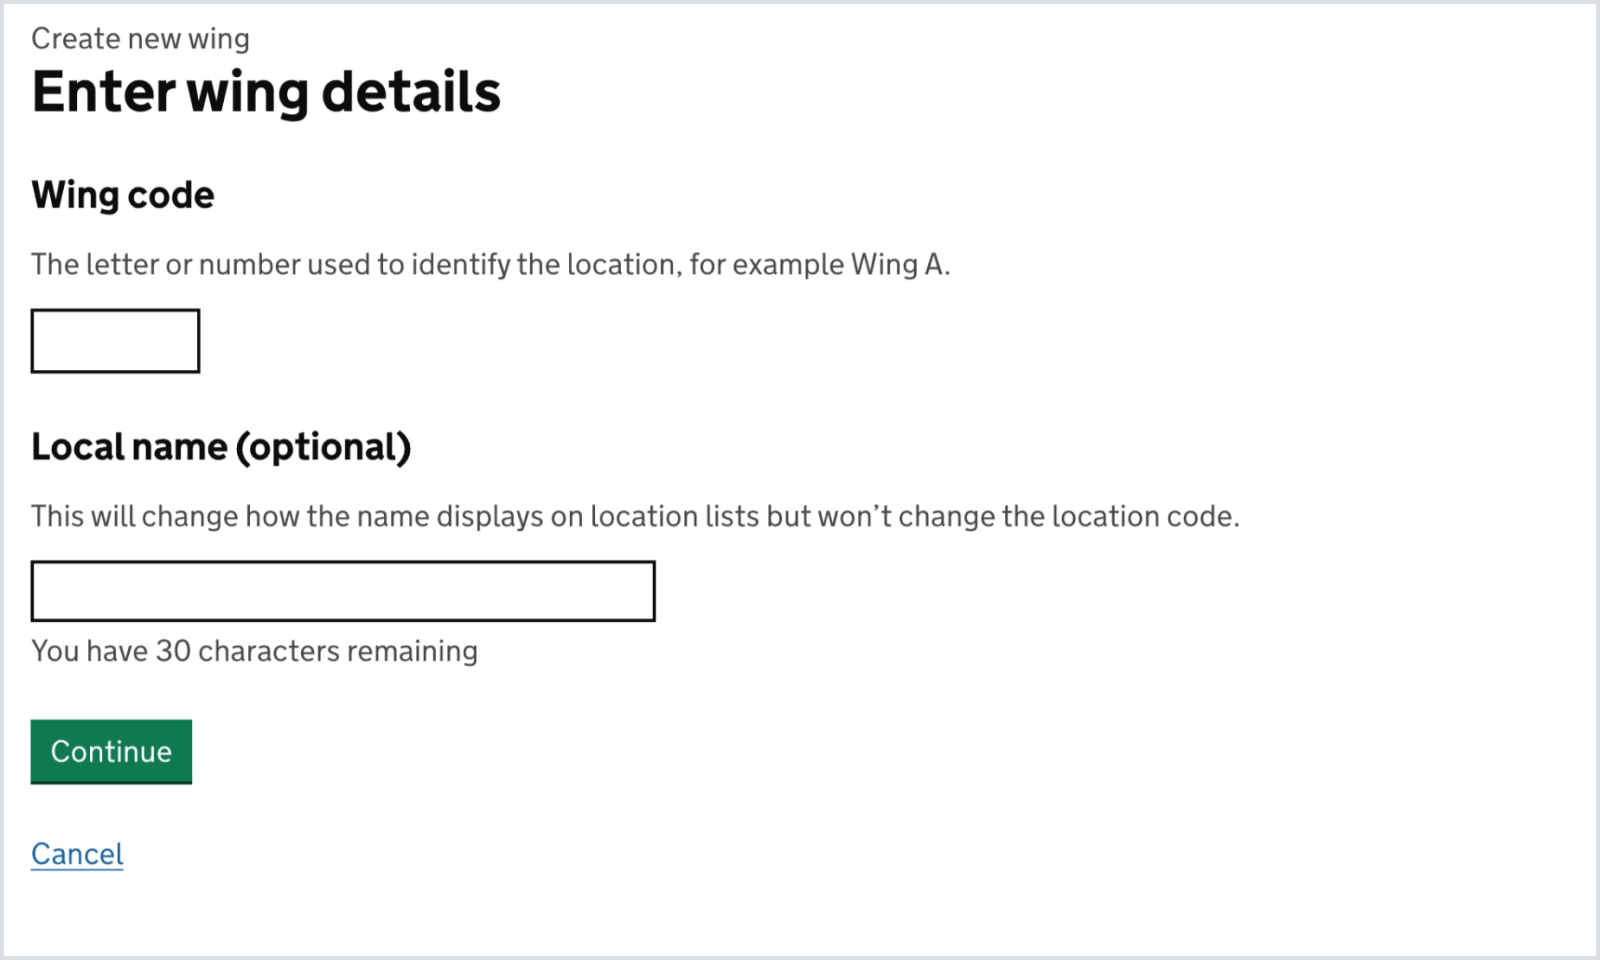 Create new wing
Enter wing details
Wing code
The letter or number used to identify the location, for example Wing A.
Local name (optional)
This will change how the name displays on location lists but won’t change the location code.
You have 30 characters remaining
Continue
Cancel